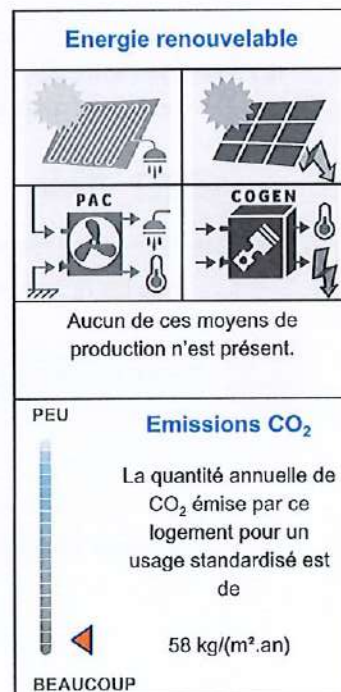 Energie renouvelable
PAC
COGEN
Aucun de ces moyens de
production n'est présent.
PEU
Emissions CO₂
La quantité annuelle de
CO₂ émise par ce
logement pour un
usage standardisé est
de
58 kg/(m².an)
BEAUCOUP